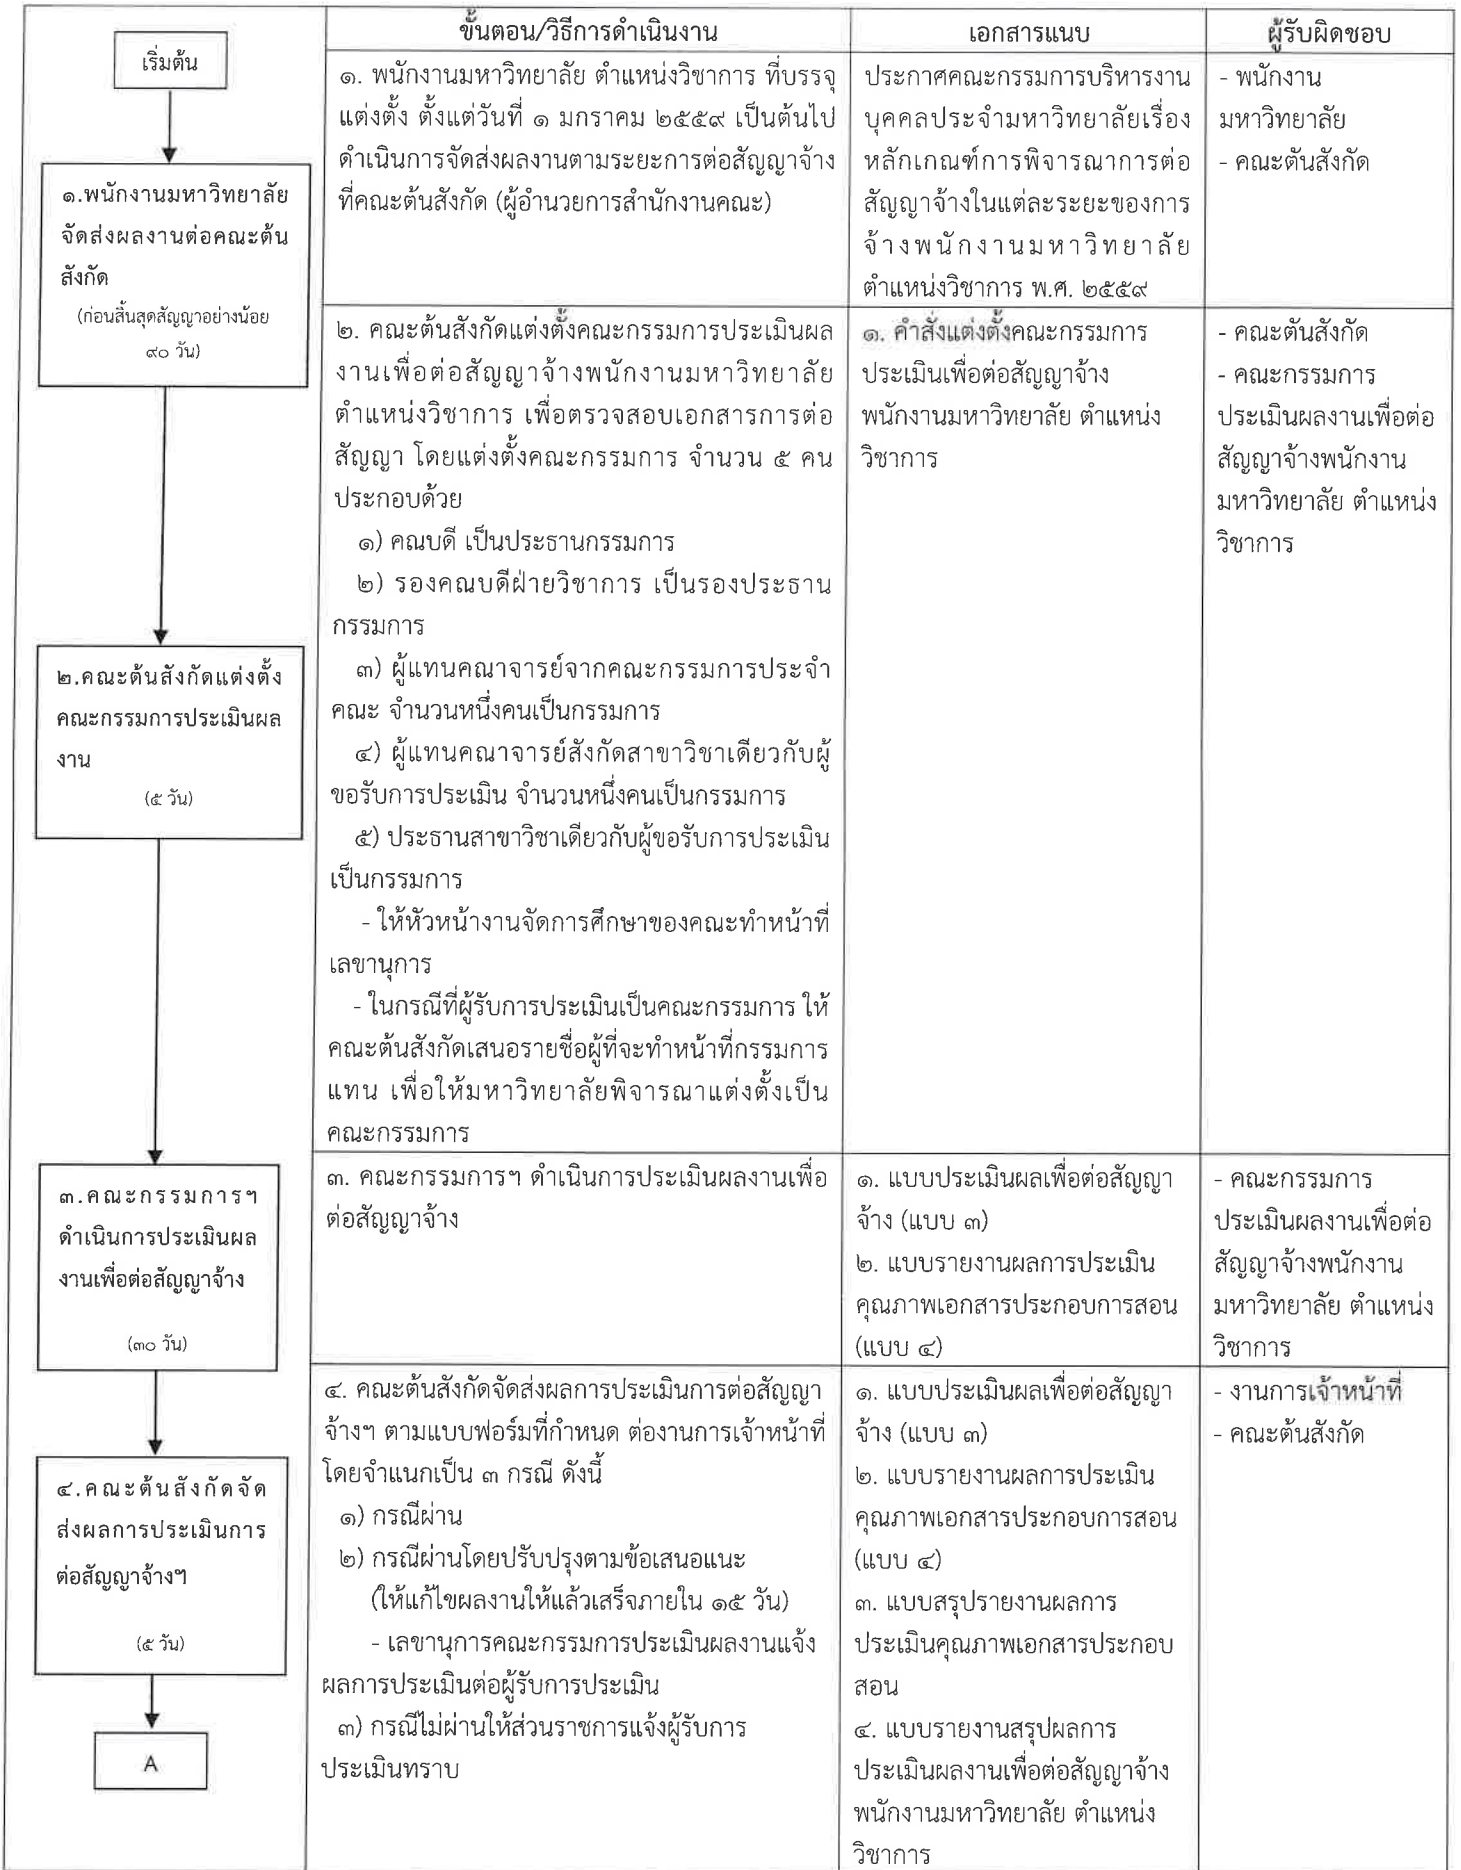 เริ่มต้น
๑.พนักงานมหาวิทยาลัย
จัดส่งผลงานต่อคณะต้น
สังกัด
(ก่อนสิ้นสุดสัญญาอย่างน้อย
๙๐ วัน)
๒.คณะต้นสังกัดแต่งตั้ง
คณะกรรมการประเมินผล
งาน
(๕ วัน)
๓.คณะกรรมการฯ
ดำเนินการประเมินผล
งานเพื่อต่อสัญญาจ้าง
(๓๐ วัน)
๔.คณะต้นสังกัดจัด
ส่งผลการประเมินการ
ต่อสัญญาจ้างฯ
(๕ วัน)
A
ขั้นตอน/วิธีการดำเนินงาน
๑. พนักงานมหาวิทยาลัย ตำแหน่งวิชาการ ที่บรรจุ
แต่งตั้ง ตั้งแต่วันที่ ๑ มกราคม ๒๕๕๙ เป็นต้นไป
ดำเนินการจัดส่งผลงานตามระยะการต่อสัญญาจ้าง
ที่คณะต้นสังกัด (ผู้อำนวยการสำนักงานคณะ)
๒. คณะต้นสังกัดแต่งตั้งคณะกรรมการประเมินผล
งานเพื่อต่อสัญญาจ้างพนักงานมหาวิทยาลัย
ตำแหน่งวิชาการ เพื่อตรวจสอบเอกสารการต่อ
สัญญา โดยแต่งตั้งคณะกรรมการ จำนวน ๕ คน
ประกอบด้วย
๑) คณบดี เป็นประธานกรรมการ
๒) รองคณบดีฝ่ายวิชาการ เป็นรองประธาน
กรรมการ
๓) ผู้แทนคณาจารย์จากคณะกรรมการประจำ
คณะ จำนวนหนึ่งคนเป็นกรรมการ
๔) ผู้แทนคณาจารย์สังกัดสาขาวิชาเดียวกับผู้
ขอรับการประเมิน จำนวนหนึ่งคนเป็นกรรมการ
๕) ประธานสาขาวิชาเดียวกับผู้ขอรับการประเมิน
เป็นกรรมการ
- ให้หัวหน้างานจัดการศึกษาของคณะทำหน้าที่
เลขานุการ
- ในกรณีที่ผู้รับการประเมินเป็นคณะกรรมการ ให้
คณะต้นสังกัดเสนอรายชื่อผู้ที่จะทำหน้าที่กรรมการ
แทน เพื่อให้มหาวิทยาลัยพิจารณาแต่งตั้งเป็น
คณะกรรมการ
๓. คณะกรรมการฯ ดำเนินการประเมินผลงานเพื่อ
ต่อสัญญาจ้าง
๔. คณะต้นสังกัดจัดส่งผลการประเมินการต่อสัญญา
จ้างฯ ตามแบบฟอร์มที่กำหนด ต่องานการเจ้าหน้าที่
โดยจำแนกเป็น ๓ กรณี ดังนี้
๑) กรณีผ่าน
๒) กรณีผ่านโดยปรับปรุงตามข้อเสนอแนะ
(ให้แก้ไขผลงานให้แล้วเสร็จภายใน ๑๕ วัน)
- เลขานุการคณะกรรมการประเมินผลงานแจ้ง
ผลการประเมินต่อผู้รับการประเมิน
๓) กรณีไม่ผ่านให้ส่วนราชการแจ้งผู้รับการ
ประเมินทราบ
เอกสารแนบ
ประกาศคณะกรรมการบริหารงาน
บุคคลประจำมหาวิทยาลัยเรื่อง
หลักเกณฑ์การพิจารณาการต่อ
สัญญาจ้างในแต่ละระยะของการ
จ้างพนักงานมหาวิทยาลัย
ตำแหน่งวิชาการ พ.ศ. ๒๕๕๙
๑. คำสั่งแต่งตั้งคณะกรรมการ
ประเมินเพื่อต่อสัญญาจ้าง
พนักงานมหาวิทยาลัย ตำแหน่ง
วิชาการ
๑. แบบประเมินผลเพื่อต่อสัญญา
จ้าง (แบบ ๓)
๒. แบบรายงานผลการประเมิน
คุณภาพเอกสารประกอบการสอน
(แบบ ๔)
๑. แบบประเมินผลเพื่อต่อสัญญา
จ้าง (แบบ ๓)
๒. แบบรายงานผลการประเมิน
คุณภาพเอกสารประกอบการสอน
(แบบ ๔)
๓. แบบสรุปรายงานผลการ
ประเมินคุณภาพเอกสารประกอบ
สอน
๔. แบบรายงานสรุปผลการ
ประเมินผลงานเพื่อต่อสัญญาจ้าง
พนักงานมหาวิทยาลัย ตำแหน่ง
วิชาการ
ผู้รับผิดชอบ
- พนักงาน
มหาวิทยาลัย
- คณะต้นสังกัด
- คณะต้นสังกัด
- คณะกรรมการ
ประเมินผลงานเพื่อต่อ
สัญญาจ้างพนักงาน
มหาวิทยาลัย ตำแหน่ง
วิชาการ
- คณะกรรมการ
ประเมินผลงานเพื่อต่อ
สัญญาจ้างพนักงาน
มหาวิทยาลัย ตำแหน่ง
วิชาการ
- งานการเจ้าหน้าที่
- คณะต้นสังกัด